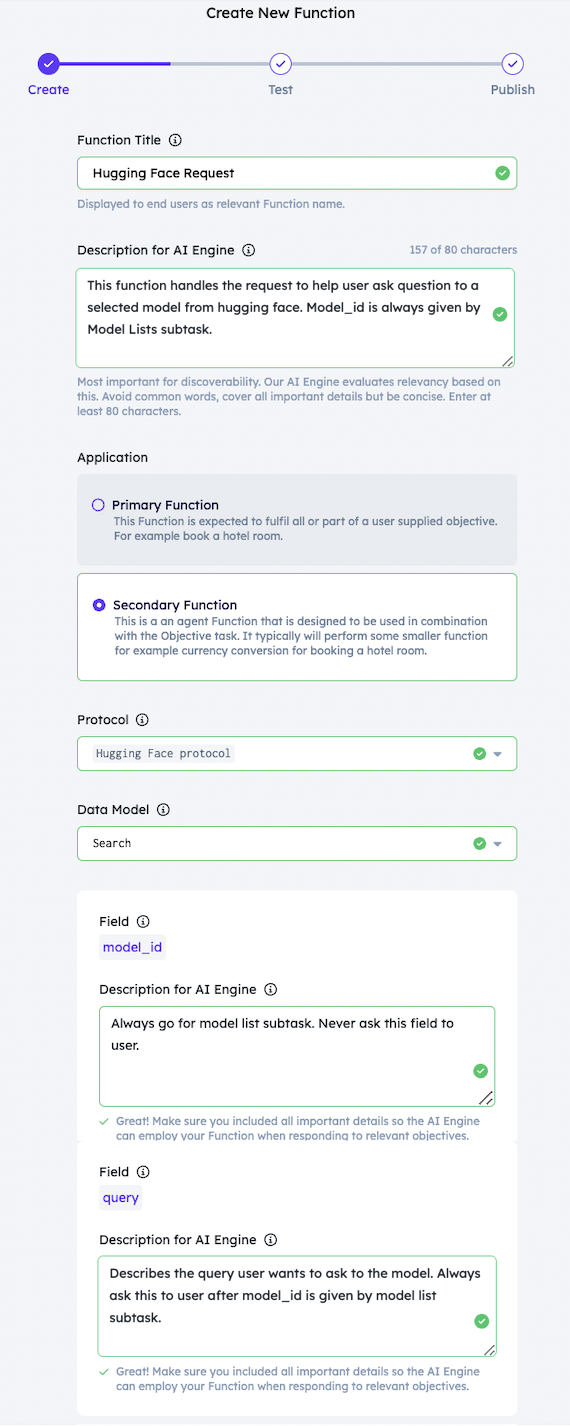 Create New Function
Create
Test
Publish
Function Title
Hugging Face Request
Displayed to end users as relevant Function name.
Description for AI Engine
157 of 80 characters
This function handles the request to help user ask question to a
selected model from hugging face. Model_id is always given by
Model Lists subtask.
Most important for discoverability. Our AI Engine evaluates relevancy based on
this. Avoid common words, cover all important details but be concise. Enter at
least 80 characters.
Application
Primary Function
This Function is expected to fulfil all or part of a user supplied objective.
For example book a hotel room.
Secondary Function
This is a an agent Function that is designed to be used in combination
with the Objective task. It typically will perform some smaller function
for example currency conversion for booking a hotel room.
Protocol
Hugging Face protocol
Data Model
Search
Field
model_id
Description for AI Engine
Always go for model list subtask. Never ask this field to
user.
Great! Make sure you included all important details so the AI Engine
can employ your Function when responding to relevant objectives.
Field
query
Description for AI Engine
Describes the query user wants to ask to the model. Always
ask this to user after model_id is given by model list
subtask.
Great! Make sure you included all important details so the AI Engine
can employ your Function when responding to relevant objectives.